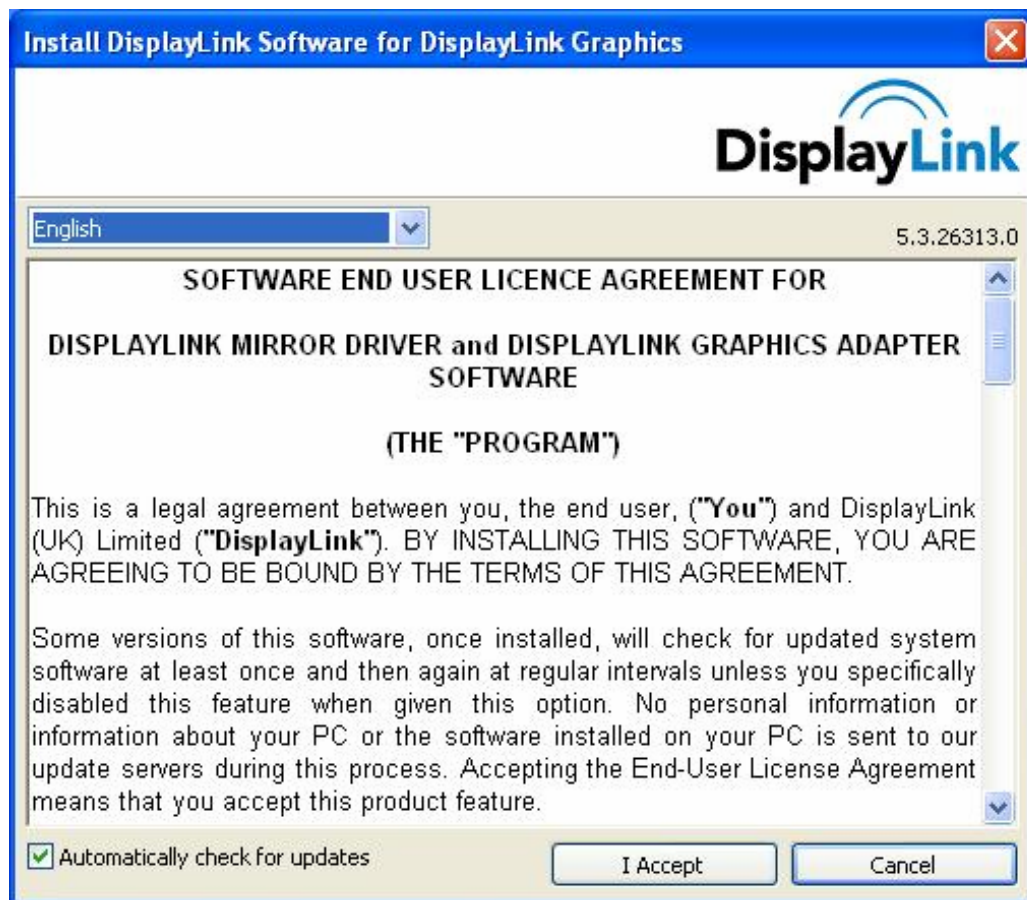 Install DisplayLink Software for DisplayLink Graphics
DisplayLink
English
5.3.26313.0
SOFTWARE END USER LICENCE AGREEMENT FOR
DISPLAYLINK MIRROR DRIVER and DISPLAYLINK GRAPHICS ADAPTER
SOFTWARE
(THE "PROGRAM")
This is a legal agreement between you, the end user, ("You") and DisplayLink
(UK) Limited ("DisplayLink"). BY INSTALLING THIS SOFTWARE, YOU ARE
AGREEING TO BE BOUND BY THE TERMS OF THIS AGREEMENT.
Some versions of this software, once installed, will check for updated system
software at least once and then again at regular intervals unless you specifically
disabled this feature when given this option. No personal information or
information about your PC or the software installed on your PC is sent to our
update servers during this process. Accepting the End-User License Agreement
means that you accept this product feature.
Automatically check for updates
I Accept
Cancel